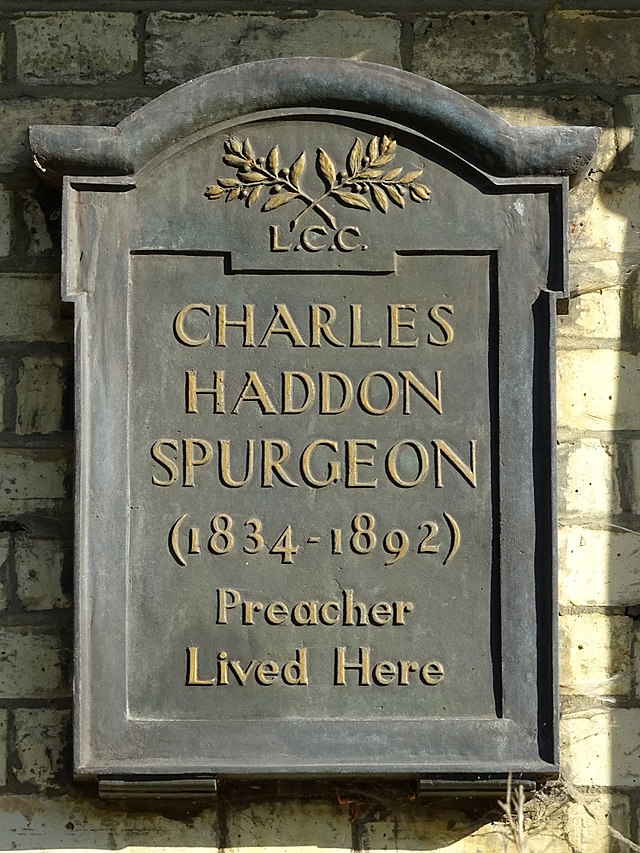 L.C.C.
CHARLES
HADDON
SPURGEON
(1834-1892)
Preacher
Lived Here